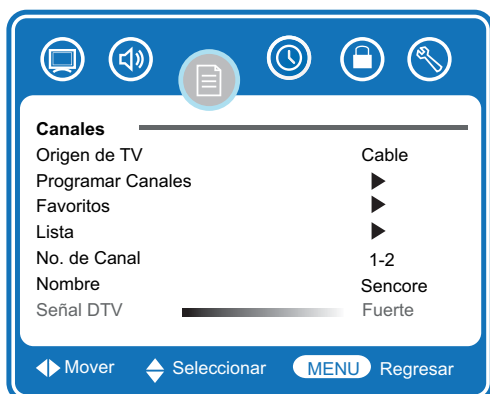 Canales
Origen de TV Cable
Programar Canales
Favoritos
Lista
No. de Canal 1-2
Nombre Sencore
Señal DTV Fuerte
Mover Seleccionar MENU Regresar